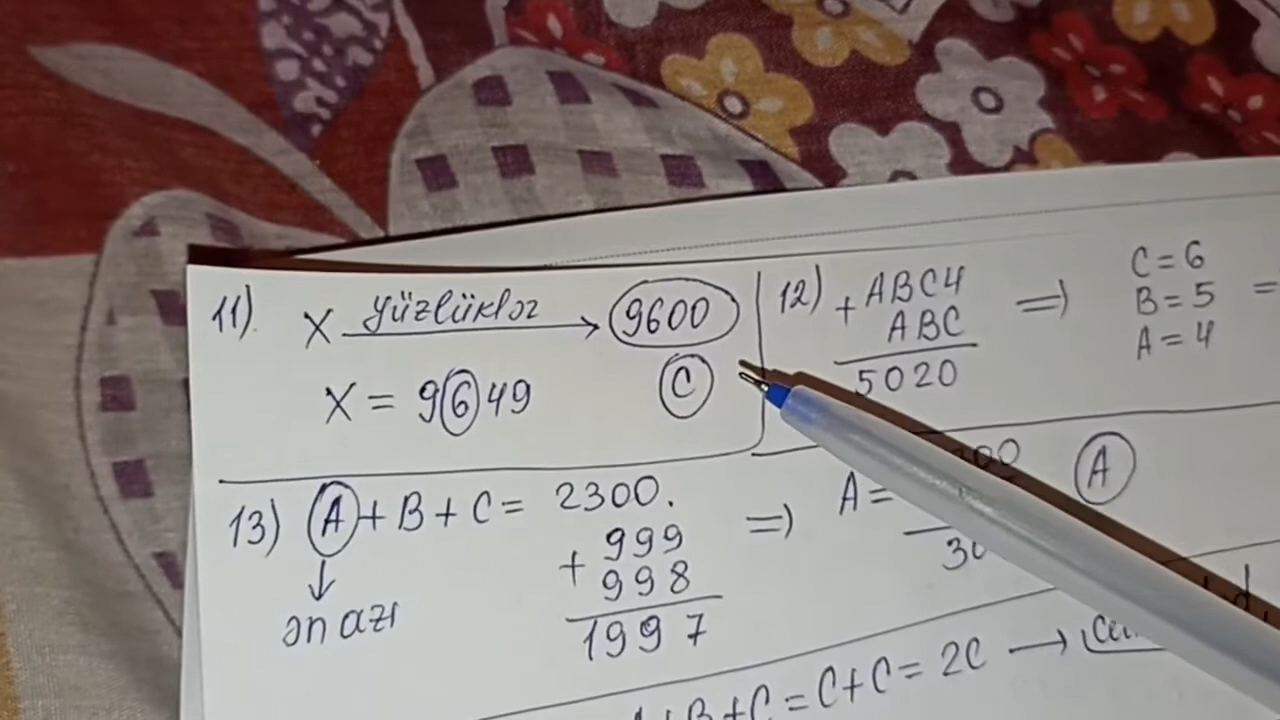 11). X yüzlüklər → 9600
X = 9649 C
12) + ABC4
ABC
5020
=> C = 6
B = 5
A = 4
=
13) A + B + C = 2300.
↓
ən azı
+ 999
998
1997
=> A =
A
A + B + C = C + C = 2C →